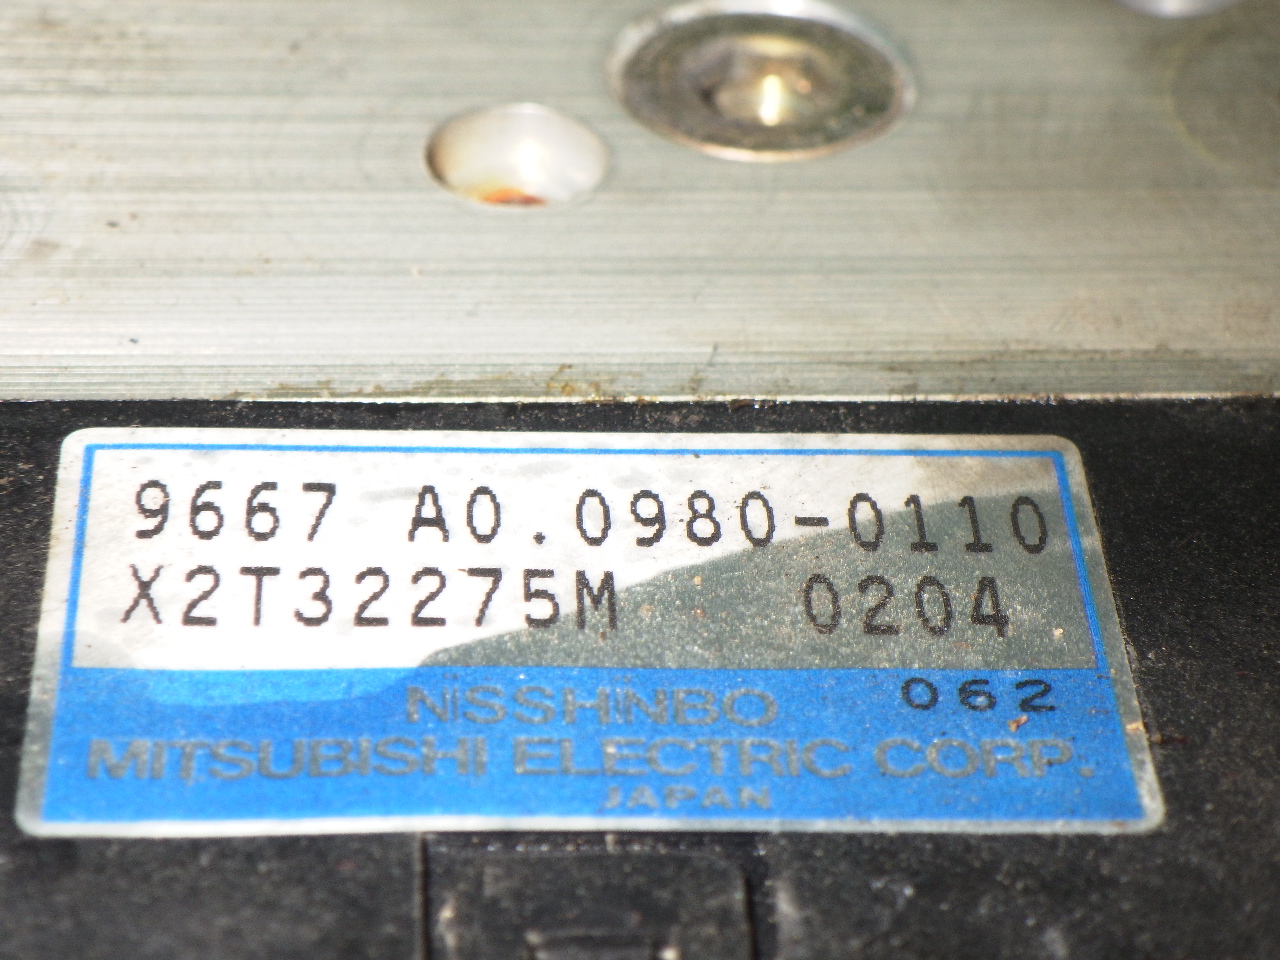 9667 A0.0980-0110
X2T32275M 0204
062
NISSHINBO
MITSUBISHI ELECTRIC CORP.
JAPAN